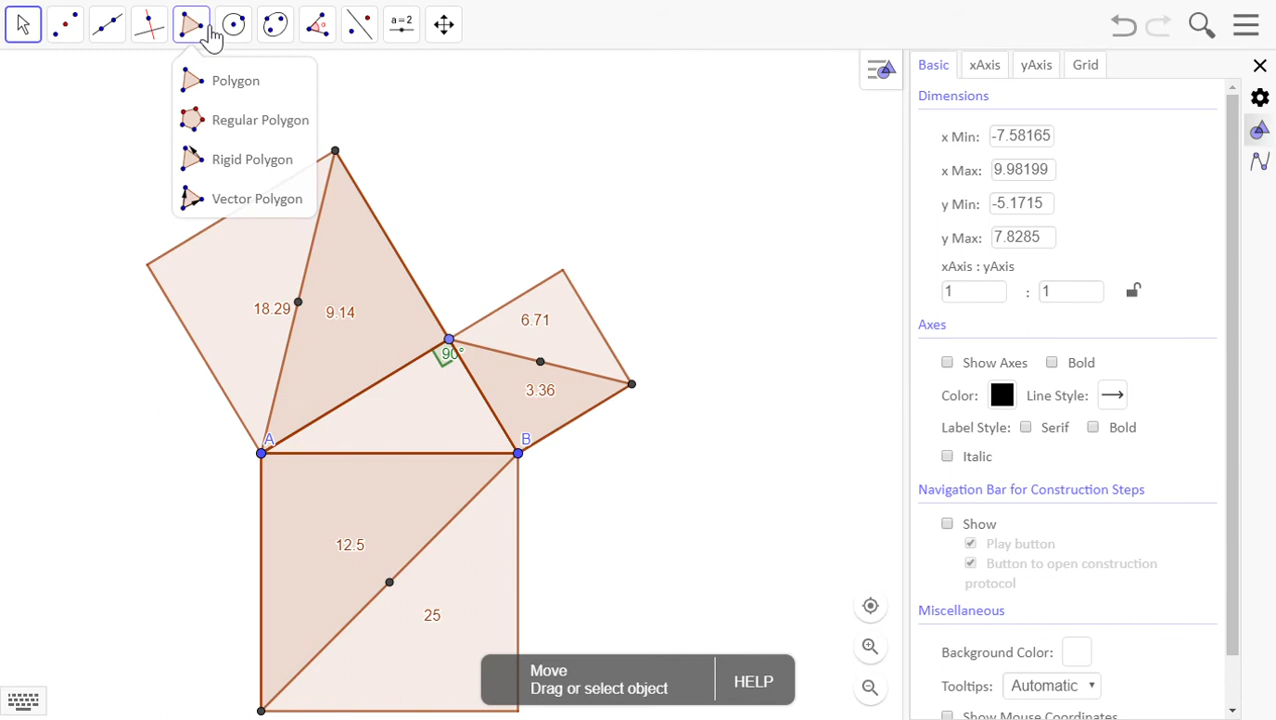 a=2
Polygon
Regular Polygon
Rigid Polygon
Vector Polygon
18.29
9.14
6.71
90°
3.36
A
B
12.5
25
Move
Drag or select object
HELP
Basic xAxis yAxis Grid
Dimensions
x Min: -7.58165
x Max: 9.98199
y Min: -5.1715
y Max: 7.8285
xAxis : yAxis
1 : 1
Axes
Show Axes Bold
Color: Line Style:
Label Style: Serif Bold
Italic
Navigation Bar for Construction Steps
Show
Play button
Button to open construction
protocol
Miscellaneous
Background Color:
Tooltips: Automatic
Show Mouse Coordinates